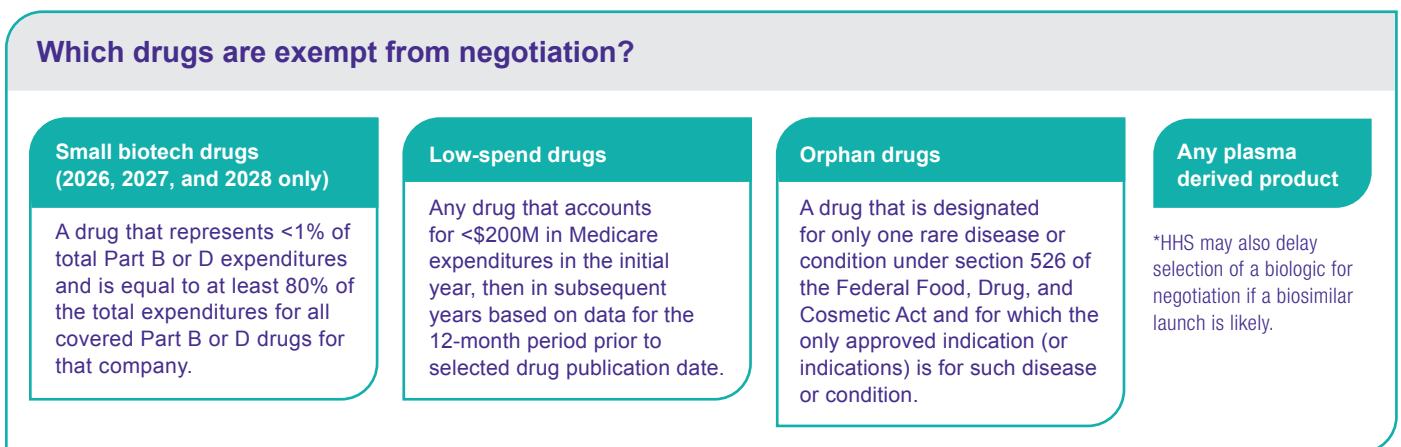 Which drugs are exempt from negotiation?
Small biotech drugs
(2026, 2027, and 2028 only)
A drug that represents <1% of
total Part B or D expenditures
and is equal to at least 80% of
the total expenditures for all
covered Part B or D drugs for
that company.
Low-spend drugs
Any drug that accounts
for <$200M in Medicare
expenditures in the initial
year, then in subsequent
years based on data for the
12-month period prior to
selected drug publication date.
Orphan drugs
A drug that is designated
for only one rare disease or
condition under section 526 of
the Federal Food, Drug, and
Cosmetic Act and for which the
only approved indication (or
indications) is for such disease
or condition.
Any plasma
derived product
*HHS may also delay
selection of a biologic for
negotiation if a biosimilar
launch is likely.